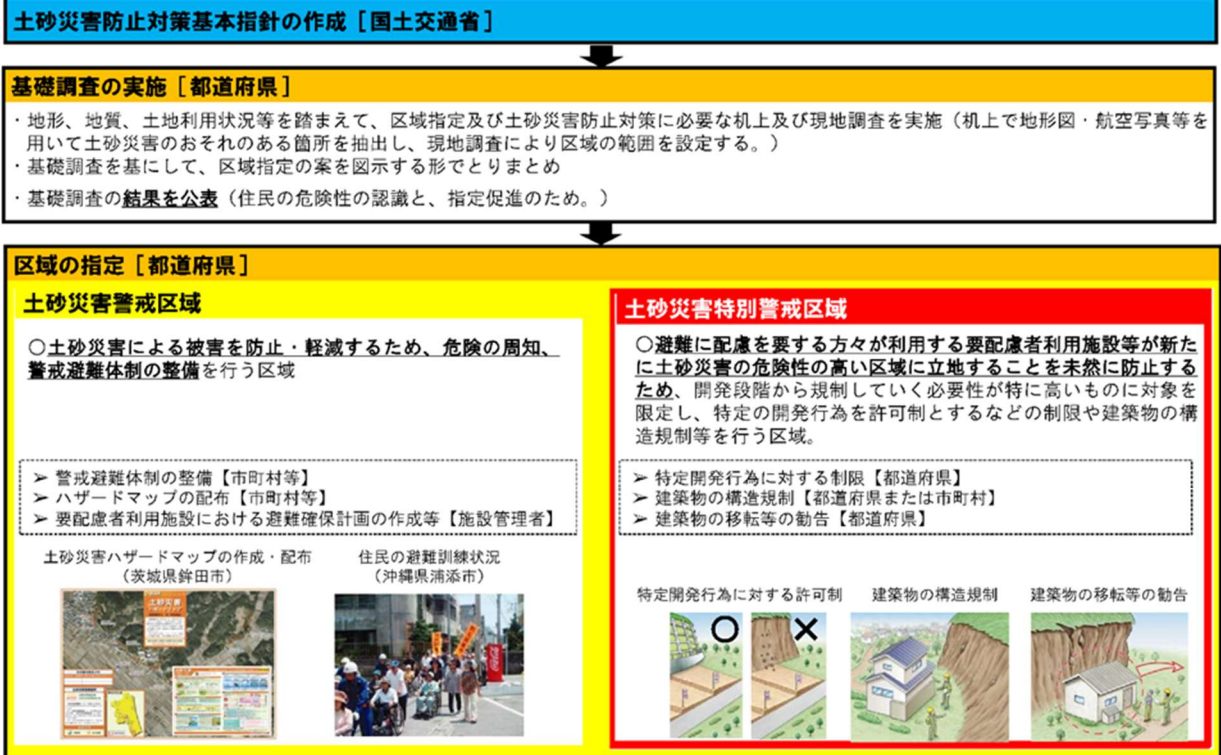 土砂災害防止対策基本指針の作成［国土交通省］
基礎調査の実施［都道府県］
・地形、地質、土地利用状況等を踏まえて、区域指定及び土砂災害防止対策に必要な机上及び現地調査を実施（机上で地形図・航空写真等を
用いて土砂災害のおそれのある箇所を抽出し、現地調査により区域の範囲を設定する。）
・基礎調査を基にして、区域指定の案を図示する形でとりまとめ
・基礎調査の結果を公表（住民の危険性の認識と、指定促進のため。）
区域の指定［都道府県］
土砂災害警戒区域
○土砂災害による被害を防止・軽減するため、危険の周知、
警戒避難体制の整備を行う区域
➢ 警戒避難体制の整備【市町村等】
➢ ハザードマップの配布【市町村等】
➢ 要配慮者利用施設における避難確保計画の作成等【施設管理者】
土砂災害ハザードマップの作成・配布
（茨城県鉾田市）
土砂災害
住民の避難訓練状況
（沖縄県浦添市）
土砂災害特別警戒区域
○避難に配慮を要する方々が利用する要配慮者利用施設等が新た
に土砂災害の危険性の高い区域に立地することを未然に防止する
ため、開発段階から規制していく必要性が特に高いものに対象を
限定し、特定の開発行為を許可制とするなどの制限や建築物の構
造規制等を行う区域。
➢ 特定開発行為に対する制限【都道府県】
➢ 建築物の構造規制【都道府県または市町村】
➢ 建築物の移転等の勧告【都道府県】
特定開発行為に対する許可制
建築物の構造規制
建築物の移転等の勧告